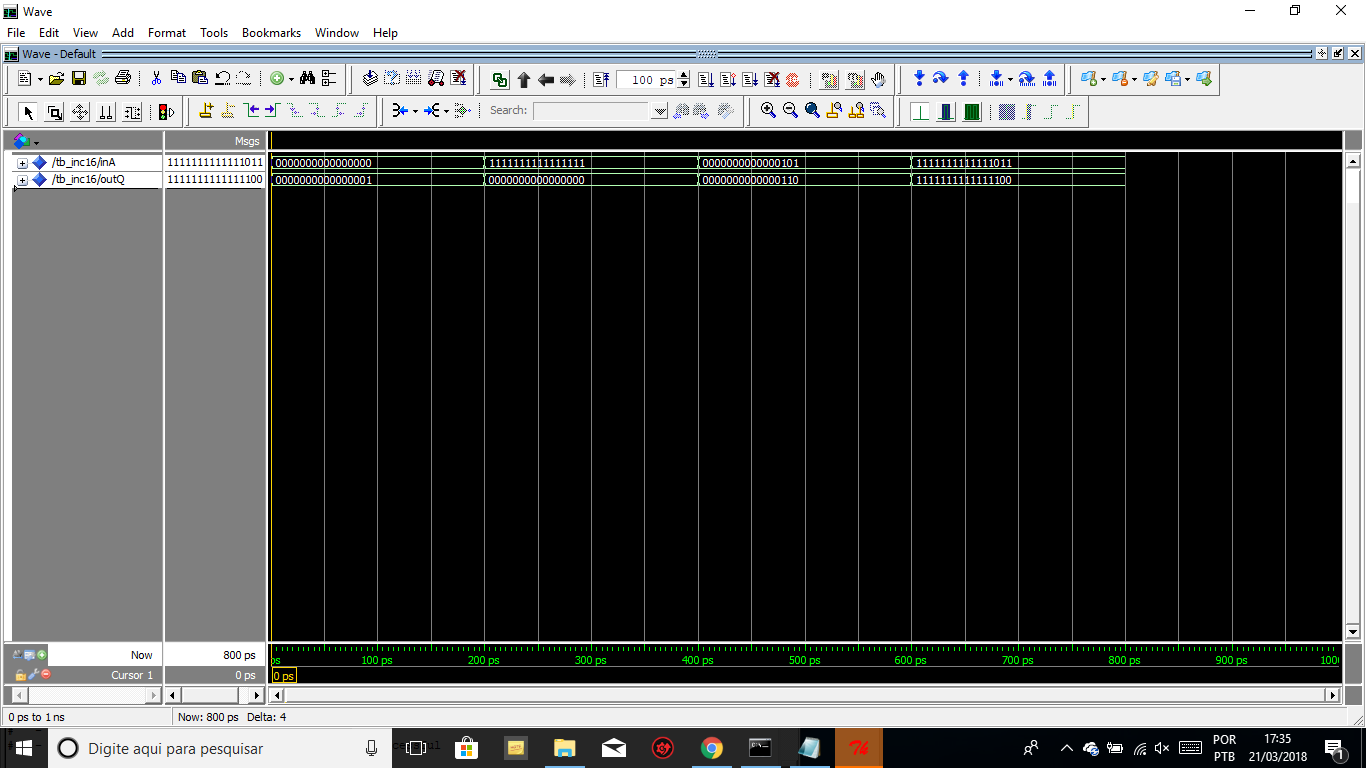 Wave
File Edit View Add Format Tools Bookmarks Window Help
Wave - Default
100 ps
Search:
Msgs
/tb_inc16/inA 1111111111111011 0000000000000000 1111111111111111 0000000000000101 1111111111111011
/tb_inc16/outQ 1111111111111100 0000000000000001 0000000000000000 0000000000000110 1111111111111100
Now 800 ps ps 100 ps 200 ps 300 ps 400 ps 500 ps 600 ps 700 ps 800 ps 900 ps 100
Cursor 1 0 ps 0 ps
0 ps to 1 ns Now: 800 ps Delta: 4
Digite aqui para pesquisar
POR 17:35
PTB 21/03/2018 1